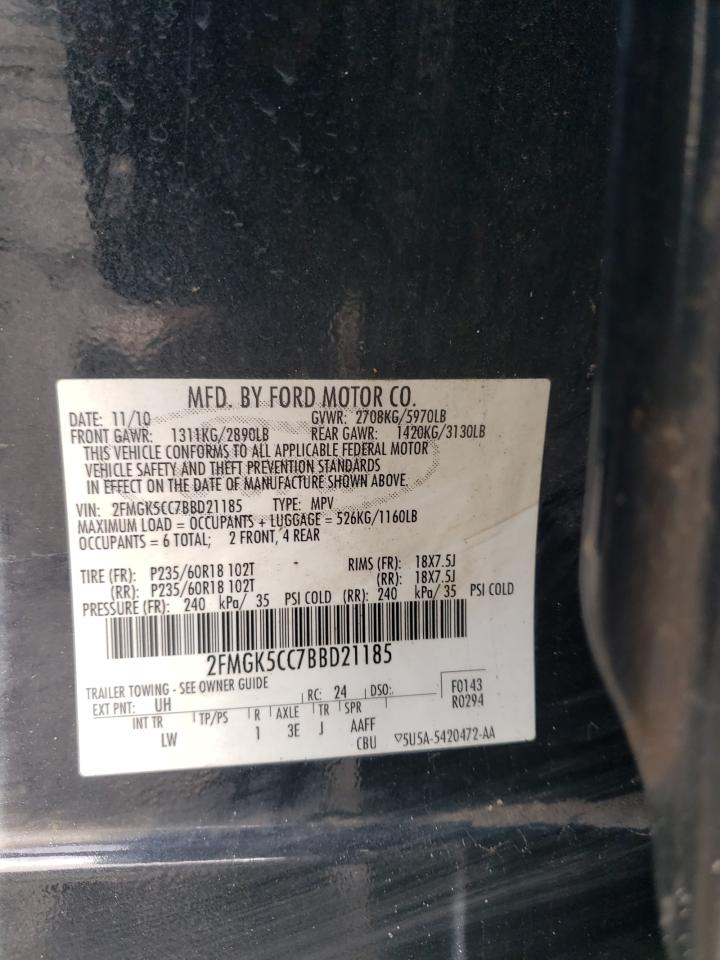 MFD. BY FORD MOTOR CO.
DATE: 11/10 GVWR: 2708KG/5970LB
FRONT GAWR: 1311KG/2890LB REAR GAWR: 1420KG/3130LB
THIS VEHICLE CONFORMS TO ALL APPLICABLE FEDERAL MOTOR
VEHICLE SAFETY AND THEFT PREVENTION STANDARDS
IN EFFECT ON THE DATE OF MANUFACTURE SHOWN ABOVE.
VIN: 2FMGK5CC7BBD21185 TYPE: MPV
MAXIMUM LOAD = OCCUPANTS + LUGGAGE = 526KG/1160LB
OCCUPANTS = 6 TOTAL; 2 FRONT, 4 REAR
TIRE (FR): P235/60R18 102T RIMS (FR): 18X7.5J
(RR): P235/60R18 102T (RR): 18X7.5J
PRESSURE (FR): 240 kPa/ 35 PSI COLD (RR): 240 kPa/ 35 PSI COLD
2FMGK5CC7BBD21185
TRAILER TOWING - SEE OWNER GUIDE
EXT PNT: UH RC: 24 DSO: F0143
R0294
INT TR TP/PS R AXLE TR SPR
LW 1 3E J AAFF
CBU ▽5U5A-5420472-AA